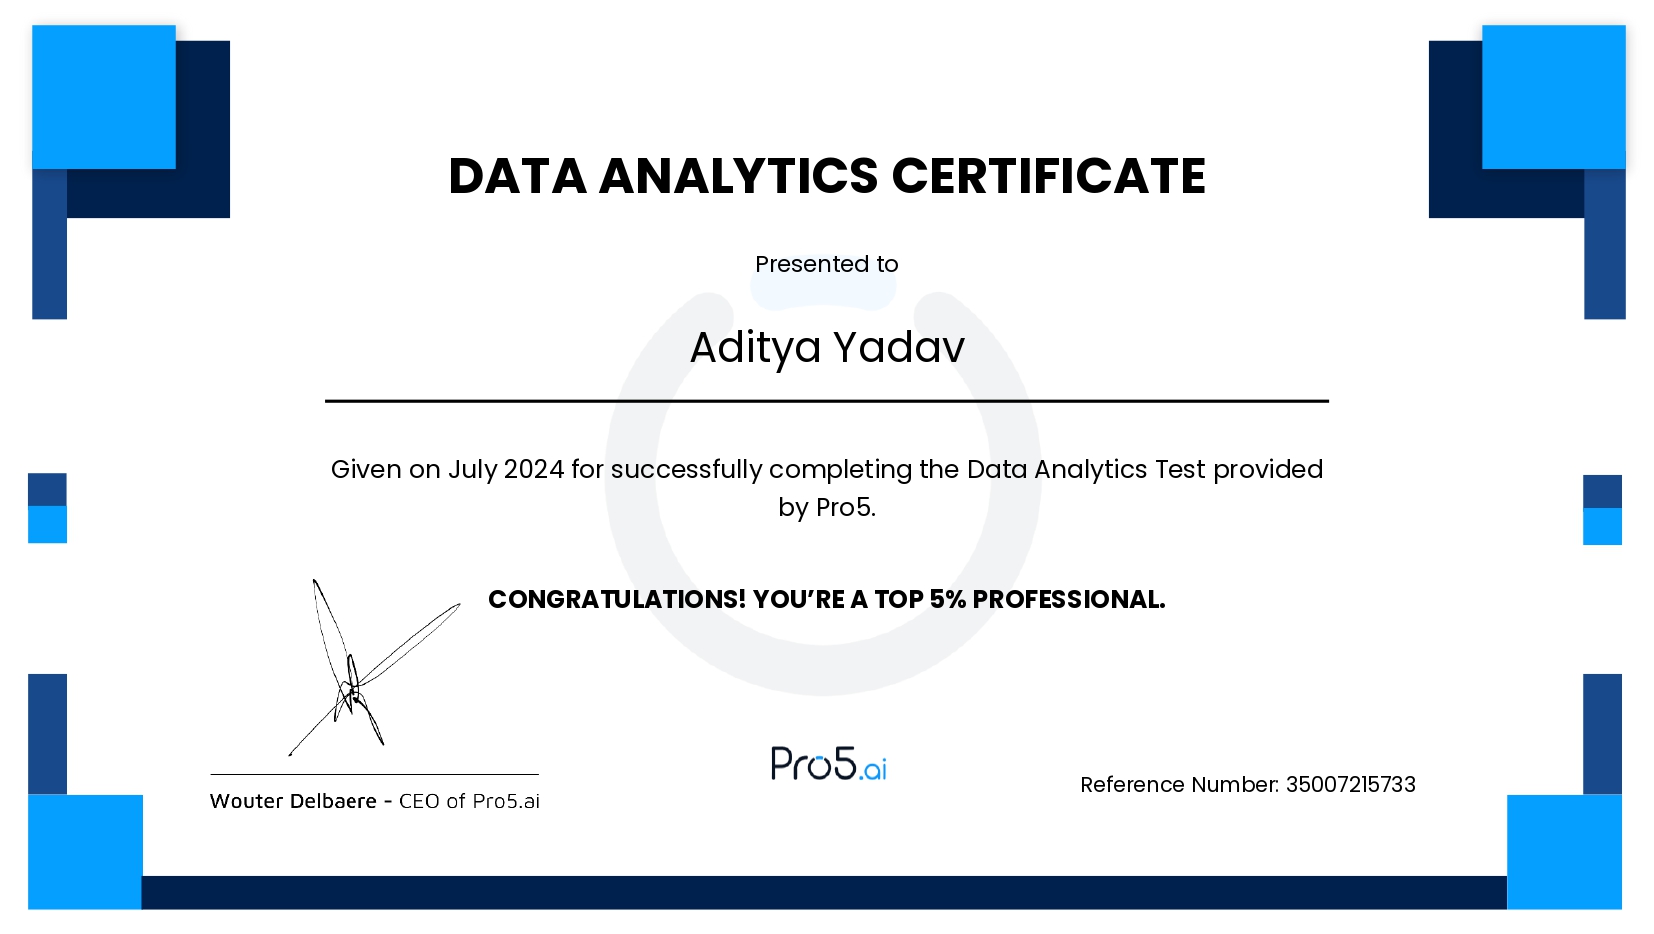 DATA ANALYTICS CERTIFICATE
Presented to
Aditya Yadav
Given on July 2024 for successfully completing the Data Analytics Test provided
by Pro5.
CONGRATULATIONS! YOU’RE A TOP 5% PROFESSIONAL.
Pro5.ai
Wouter Delbaere - CEO of Pro5.ai
Reference Number: 35007215733